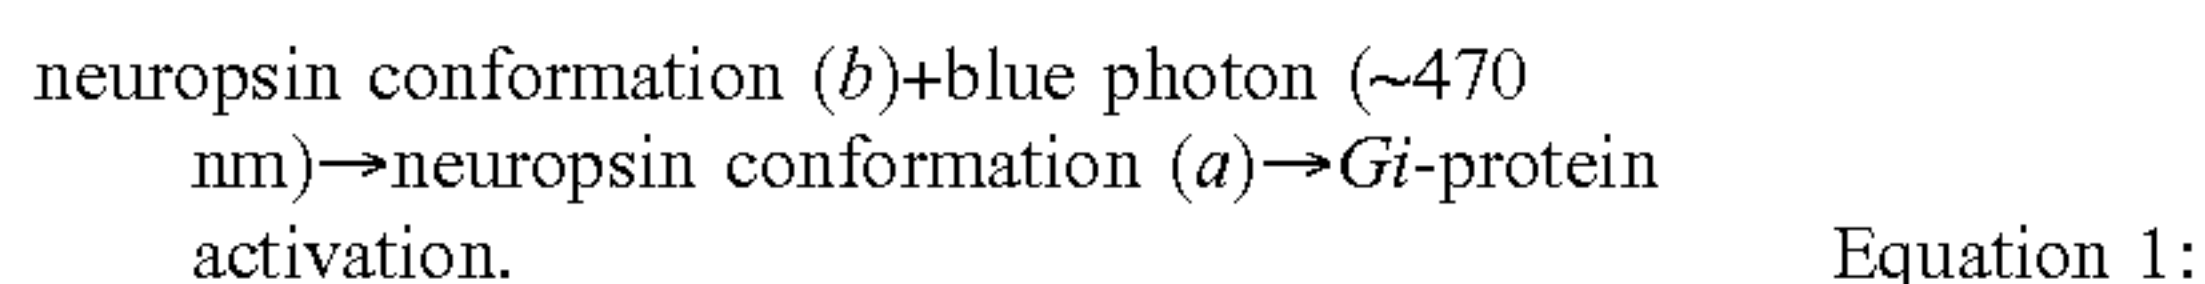 neuropsin conformation (b)+blue photon (~470
nm)→neuropsin conformation (a)→Gi-protein
activation. Equation 1: